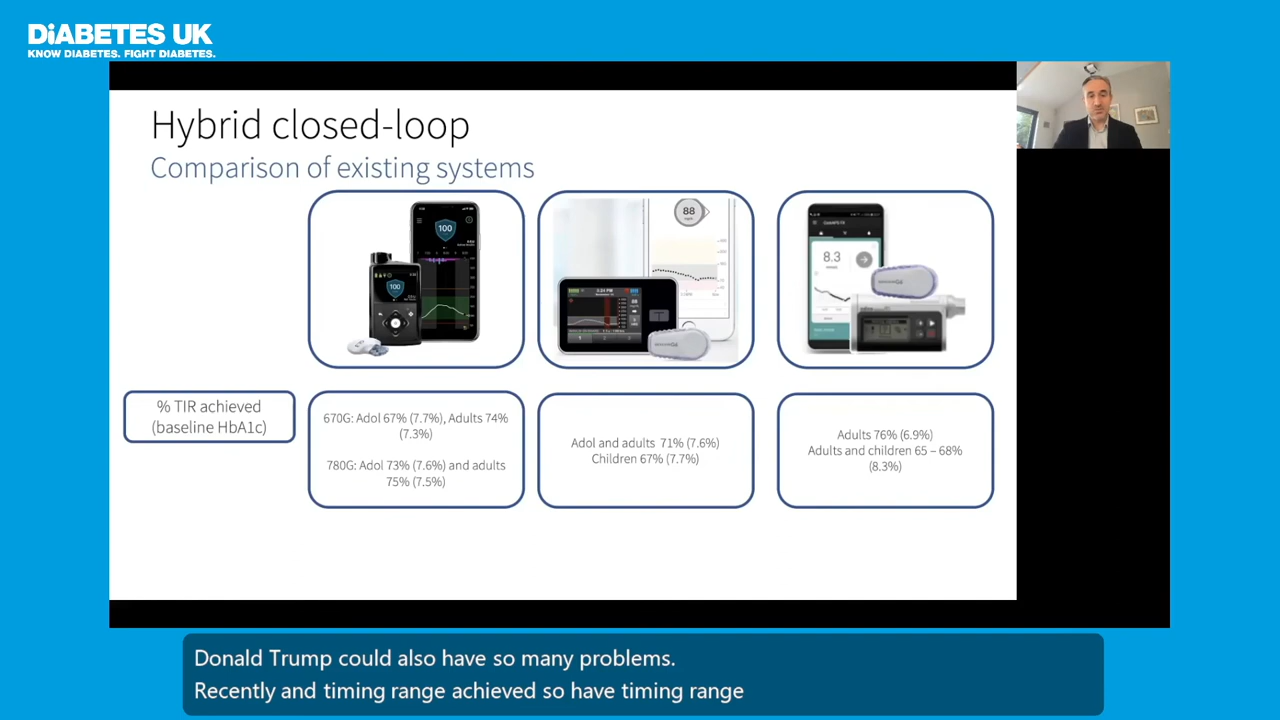 DiABETES UK
KNOW DIABETES. FIGHT DIABETES.
Hybrid closed-loop
Comparison of existing systems
100
100
88
8.3
% TIR achieved
(baseline HbA1c)
670G: Adol 67% (7.7%), Adults 74%
(7.3%)
780G: Adol 73% (7.6%) and adults
75% (7.5%)
Adol and adults 71% (7.6%)
Children 67% (7.7%)
Adults 76% (6.9%)
Adults and children 65 – 68%
(8.3%)
Donald Trump could also have so many problems.
Recently and timing range achieved so have timing range